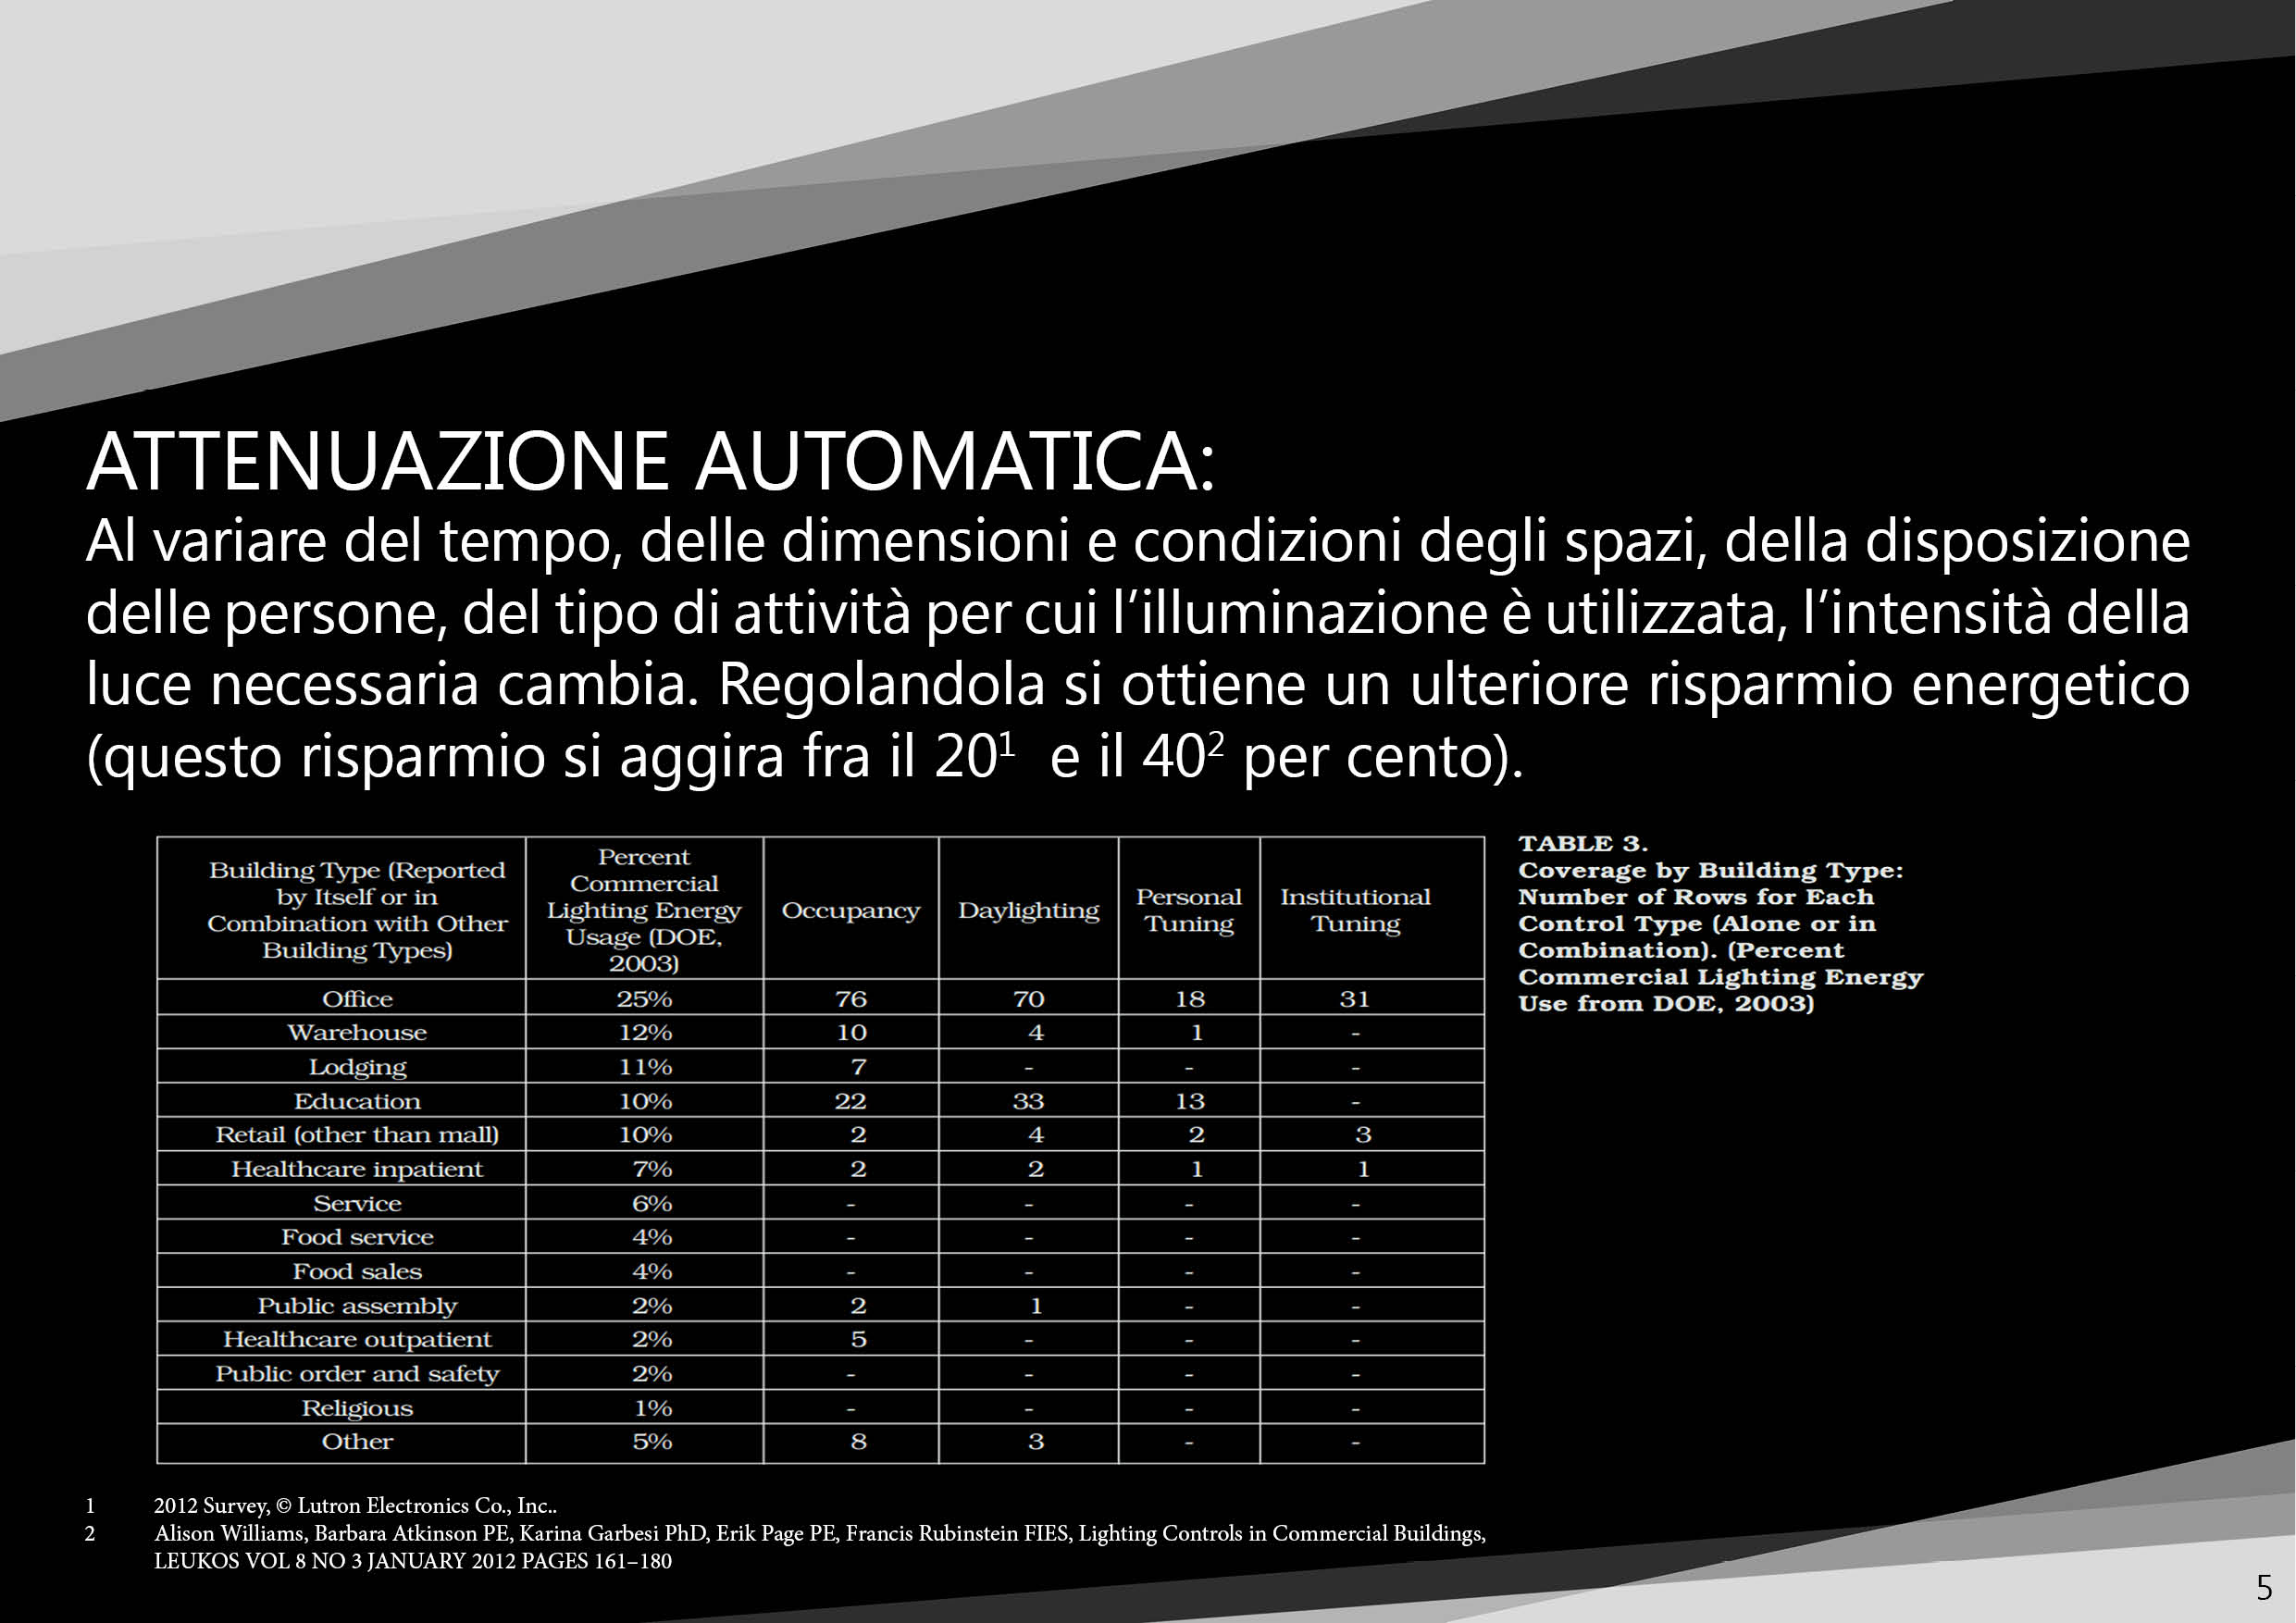 ATTENUAZIONE AUTOMATICA:
Al variare del tempo, delle dimensioni e condizioni degli spazi, della disposizione
delle persone, del tipo di attività per cui l’illuminazione è utilizzata, l’intensità della
luce necessaria cambia. Regolandola si ottiene un ulteriore risparmio energetico
(questo risparmio si aggira fra il 20¹ e il 40² per cento).
Building Type (Reported
by Itself or in
Combination with Other
Building Types)
Percent
Commercial
Lighting Energy
Usage (DOE,
2003)
Occupancy
Daylighting
Personal
Tuning
Institutional
Tuning
Office 25% 76 70 18 31
Warehouse 12% 10 4 1 -
Lodging 11% 7 - - -
Education 10% 22 33 13 -
Retail (other than mall) 10% 2 4 2 3
Healthcare inpatient 7% 2 2 1 1
Service 6% - - - -
Food service 4% - - - -
Food sales 4% - - - -
Public assembly 2% 2 1 - -
Healthcare outpatient 2% 5 - - -
Public order and safety 2% - - - -
Religious 1% - - - -
Other 5% 8 3 - -
TABLE 3.
Coverage by Building Type:
Number of Rows for Each
Control Type (Alone or in
Combination). (Percent
Commercial Lighting Energy
Use from DOE, 2003)
1 2012 Survey, © Lutron Electronics Co., Inc..
2 Alison Williams, Barbara Atkinson PE, Karina Garbesi PhD, Erik Page PE, Francis Rubinstein FIES, Lighting Controls in Commercial Buildings,
LEUKOS VOL 8 NO 3 JANUARY 2012 PAGES 161–180
5